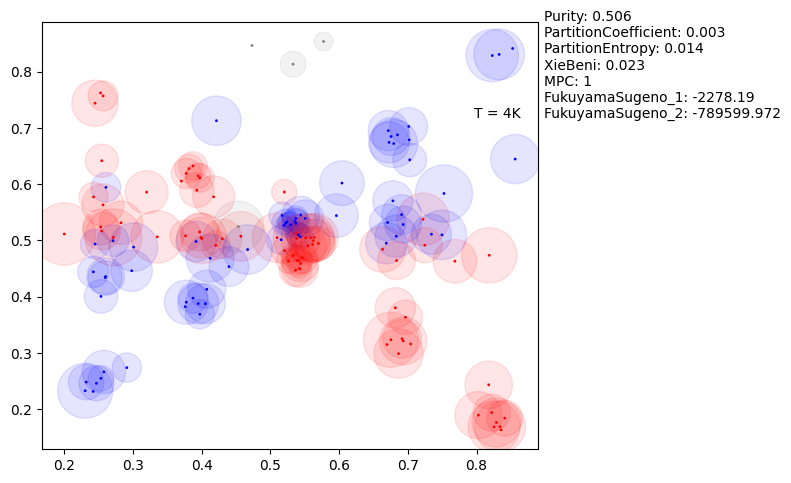 Purity: 0.506
PartitionCoefficient: 0.003
PartitionEntropy: 0.014
XieBeni: 0.023
MPC: 1
FukuyamaSugeno_1: -2278.19
FukuyamaSugeno_2: -789599.972
T = 4K
0.8
0.7
0.6
0.5
0.4
0.3
0.2
0.2 0.3 0.4 0.5 0.6 0.7 0.8